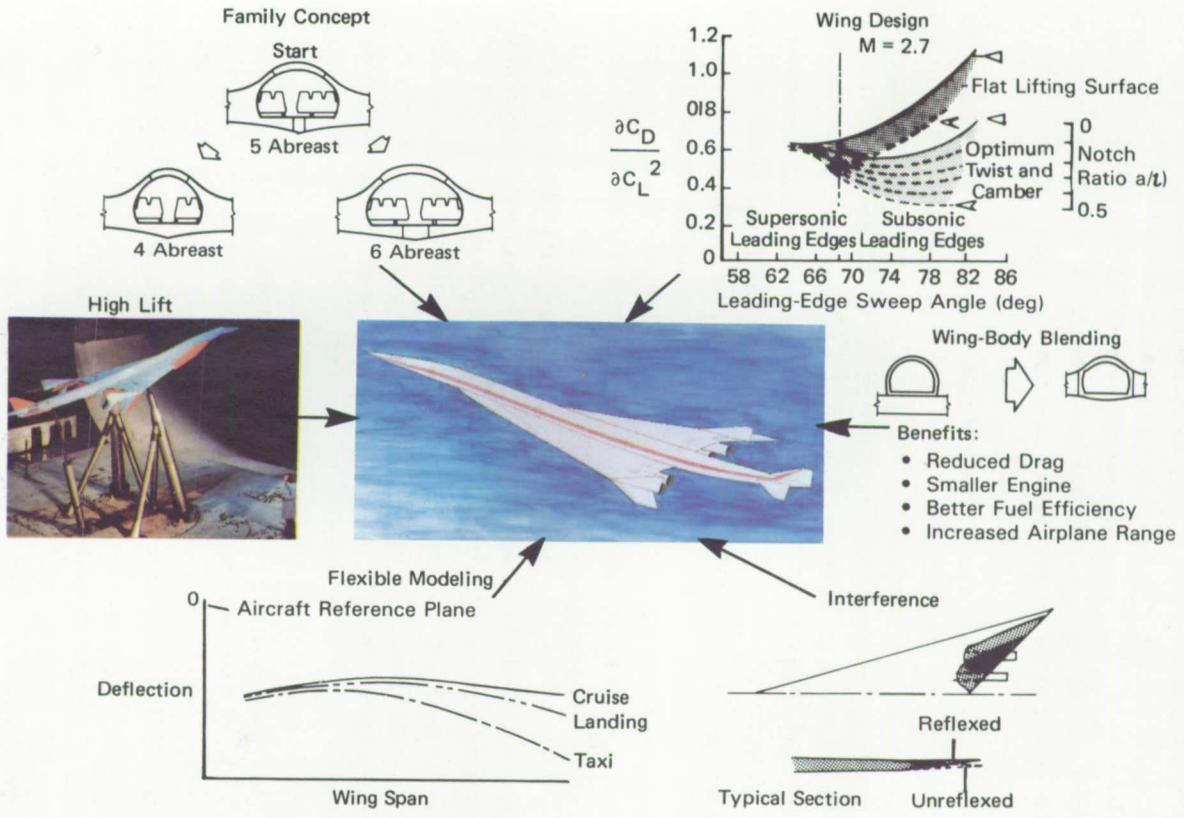 Family Concept
Start
5 Abreast
4 Abreast
6 Abreast
Wing Design
M = 2.7
1.2
1.0
0.8
0.6
0.4
0.2
0
∂C_D
∂C_L²
Flat Lifting Surface
Optimum
Twist and
Camber
0
Notch
Ratio a/l)
0.5
Supersonic
Leading Edges
Subsonic
Leading Edges
58 62 66 70 74 78 82 86
Leading-Edge Sweep Angle (deg)
High Lift
Wing-Body Blending
Benefits:
• Reduced Drag
• Smaller Engine
• Better Fuel Efficiency
• Increased Airplane Range
Flexible Modeling
0
Aircraft Reference Plane
Deflection
Cruise
Landing
Taxi
Wing Span
Interference
Reflexed
Typical Section
Unreflexed